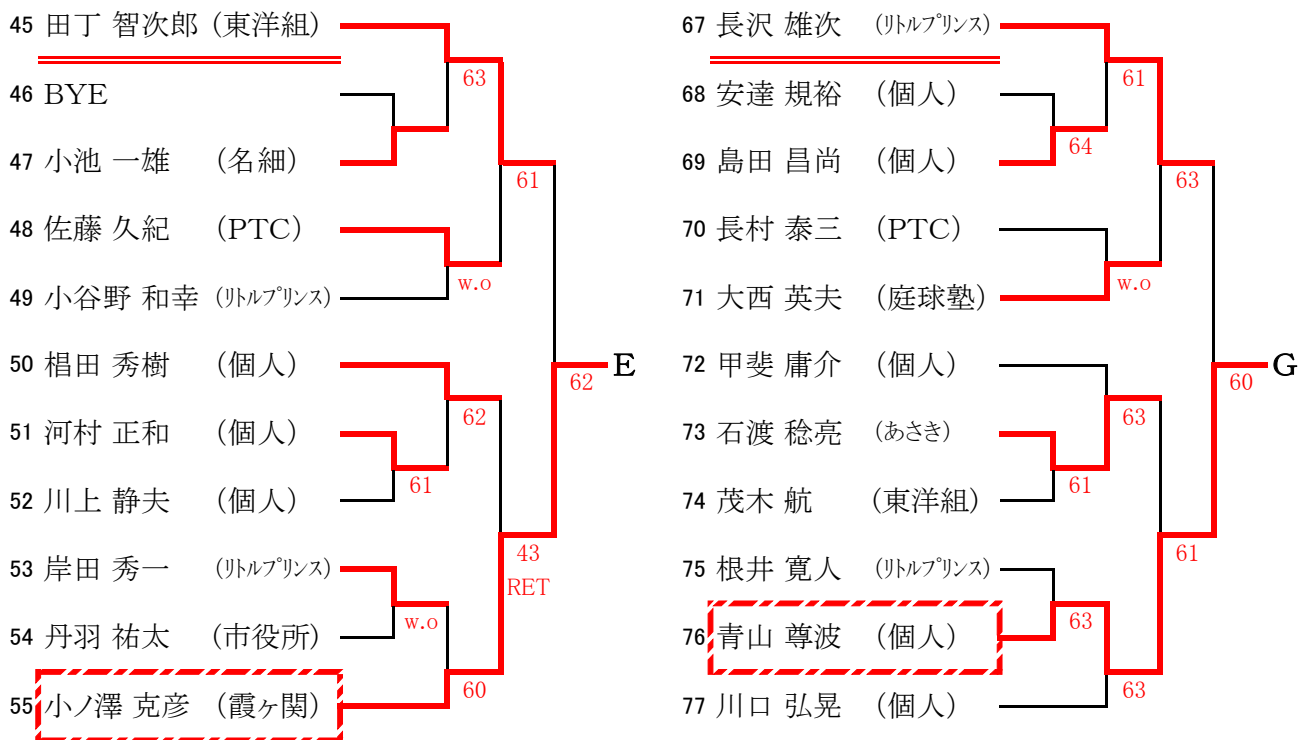 45 田丁 智次郎 (東洋組)
63
46 BYE
47 小池 一雄 (名細)
61
48 佐藤 久紀 (PTC)
w.o
49 小谷野 和幸 (リトルプリンス)
50 椙田 秀樹 (個人)
62 E
62
51 河村 正和 (個人)
61
52 川上 静夫 (個人)
43
53 岸田 秀一 (リトルプリンス)
RET
w.o
54 丹羽 祐太 (市役所)
60
55 小ノ澤 克彦 (霞ヶ関)
67 長沢 雄次 (リトルプリンス)
61
68 安達 規裕 (個人)
64
69 島田 昌尚 (個人)
63
70 長村 泰三 (PTC)
w.o
71 大西 英夫 (庭球塾)
72 甲斐 庸介 (個人)
60 G
63
73 石渡 稔亮 (あさき)
61
74 茂木 航 (東洋組)
61
75 根井 寛人 (リトルプリンス)
63
76 青山 尊波 (個人)
63
77 川口 弘晃 (個人)